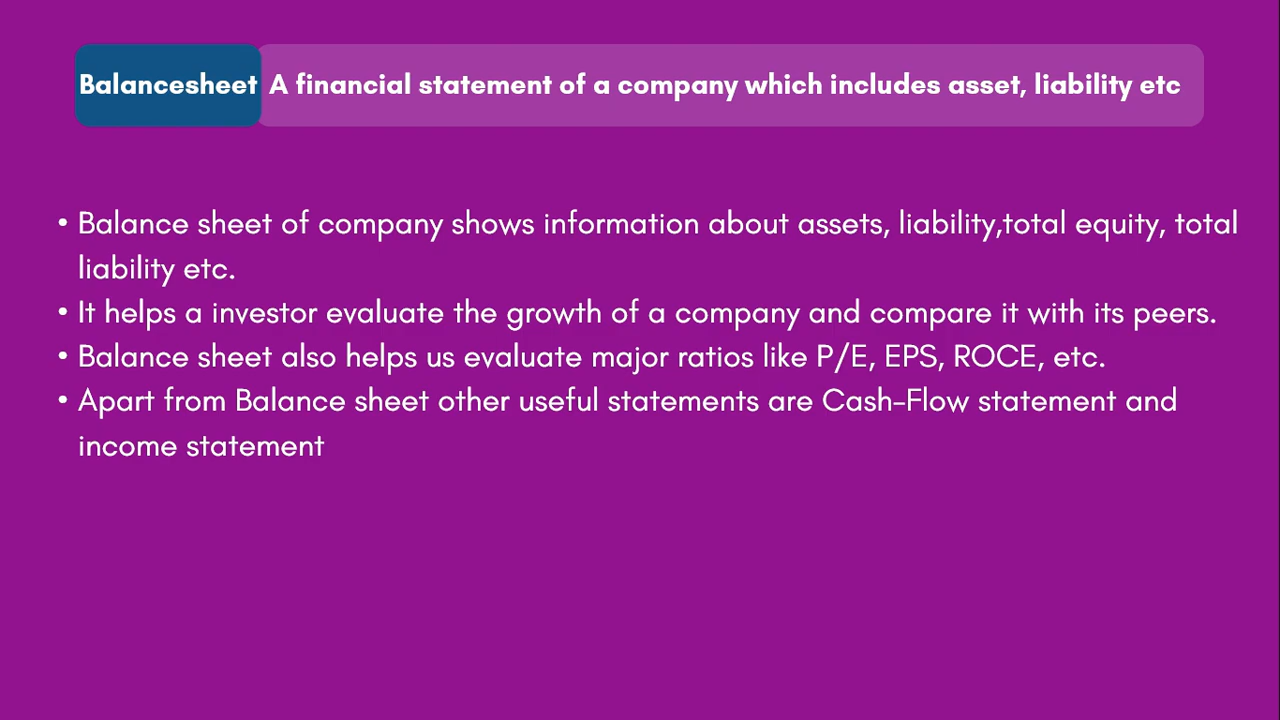 Balancesheet A financial statement of a company which includes asset, liability etc
• Balance sheet of company shows information about assets, liability,total equity, total
liability etc.
• It helps a investor evaluate the growth of a company and compare it with its peers.
• Balance sheet also helps us evaluate major ratios like P/E, EPS, ROCE, etc.
• Apart from Balance sheet other useful statements are Cash-Flow statement and
income statement